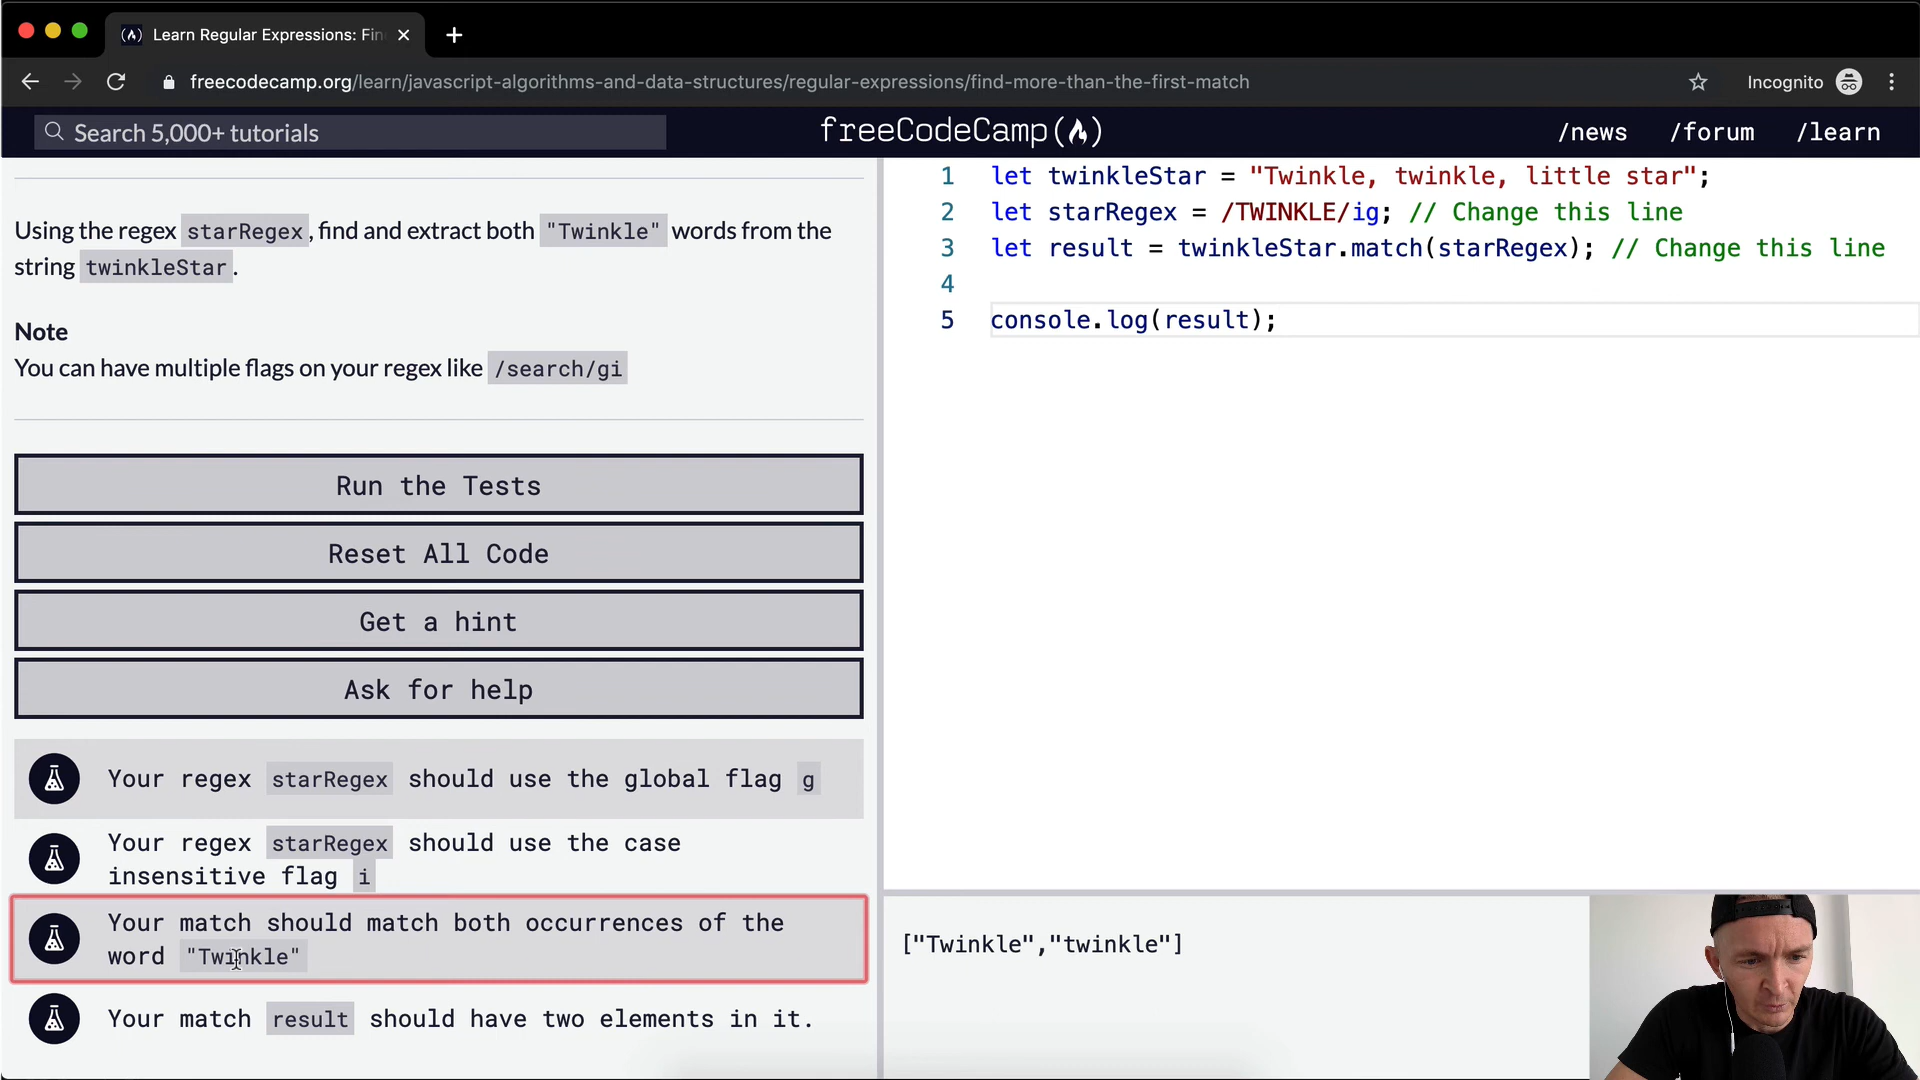 Learn Regular Expressions: Fin
freecodecamp.org/learn/javascript-algorithms-and-data-structures/regular-expressions/find-more-than-the-first-match
Incognito
Search 5,000+ tutorials
freeCodeCamp
/news /forum /learn
Using the regex starRegex, find and extract both "Twinkle" words from the
string twinkleStar.
Note
You can have multiple flags on your regex like /search/gi
Run the Tests
Reset All Code
Get a hint
Ask for help
Your regex starRegex should use the global flag g
Your regex starRegex should use the case
insensitive flag i
Your match should match both occurrences of the
word "Twinkle"
Your match result should have two elements in it.
1 let twinkleStar = "Twinkle, twinkle, little star";
2 let starRegex = /TWINKLE/ig; // Change this line
3 let result = twinkleStar.match(starRegex); // Change this line
4
5 console.log(result);
["Twinkle","twinkle"]